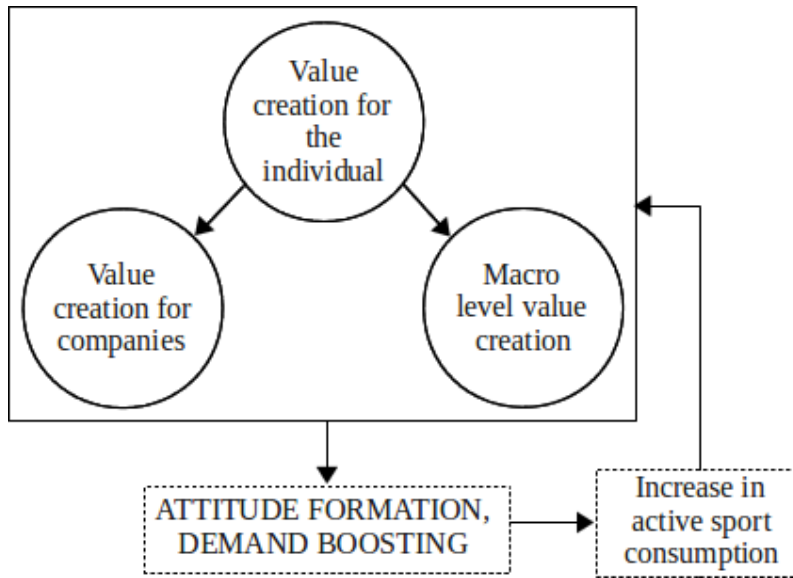 Value
creation for
the
individual
Value
creation for
companies
Macro
level value
creation
ATTITUDE FORMATION,
DEMAND BOOSTING
Increase in
active sport
consumption